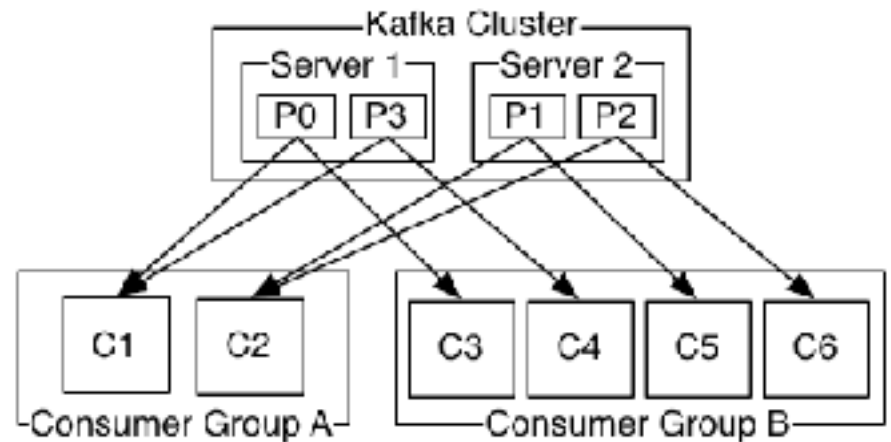 Kafka Cluster
Server 1 Server 2
P0 P3 P1 P2
C1 C2 C3 C4 C5 C6
Consumer Group A Consumer Group B